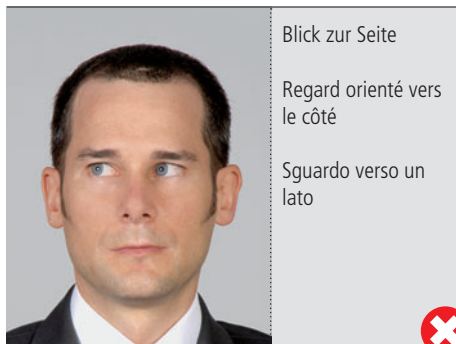 Blick zur Seite
Regard orienté vers
le côté
Sguardo verso un
lato